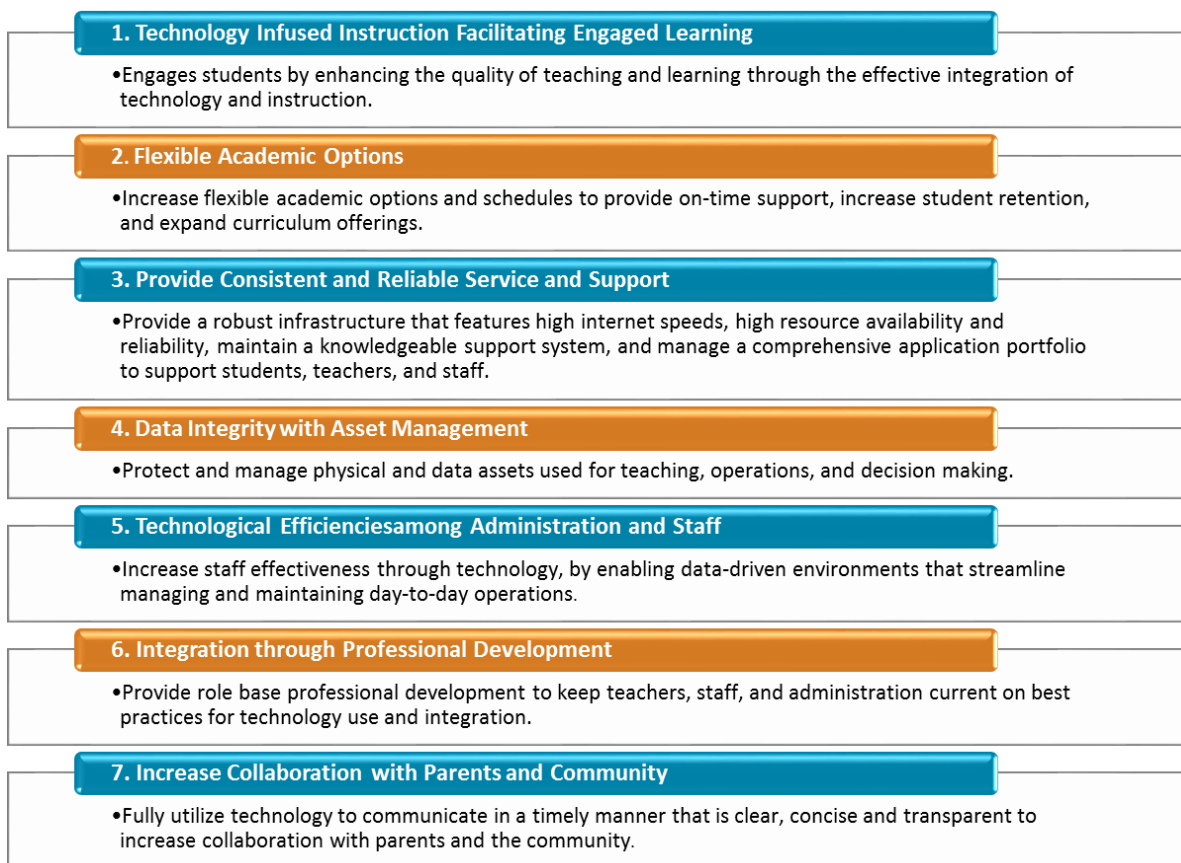 1. Technology Infused Instruction Facilitating Engaged Learning
•Engages students by enhancing the quality of teaching and learning through the effective integration of
technology and instruction.
2. Flexible Academic Options
•Increase flexible academic options and schedules to provide on-time support, increase student retention,
and expand curriculum offerings.
3. Provide Consistent and Reliable Service and Support
•Provide a robust infrastructure that features high internet speeds, high resource availability and
reliability, maintain a knowledgeable support system, and manage a comprehensive application portfolio
to support students, teachers, and staff.
4. Data Integrity with Asset Management
•Protect and manage physical and data assets used for teaching, operations, and decision making.
5. Technological Efficienciesamong Administration and Staff
•Increase staff effectiveness through technology, by enabling data-driven environments that streamline
managing and maintaining day-to-day operations.
6. Integration through Professional Development
•Provide role base professional development to keep teachers, staff, and administration current on best
practices for technology use and integration.
7. Increase Collaboration with Parents and Community
•Fully utilize technology to communicate in a timely manner that is clear, concise and transparent to
increase collaboration with parents and the community.